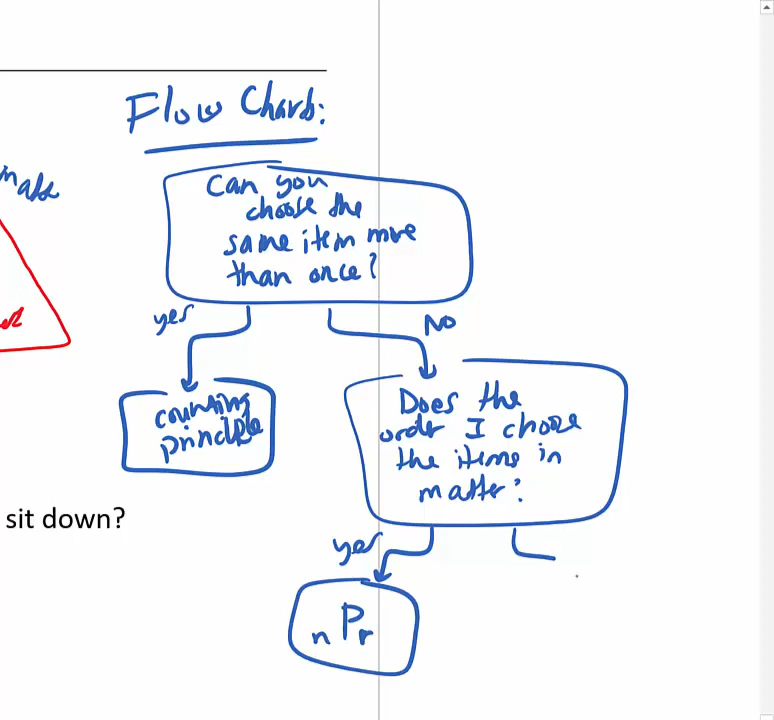 Flow Chart:
Can you
choose the
same item more
than once?
yes
No
counting
principle
Does the
order I choose
the items in
matter?
sit down?
yes
nPr